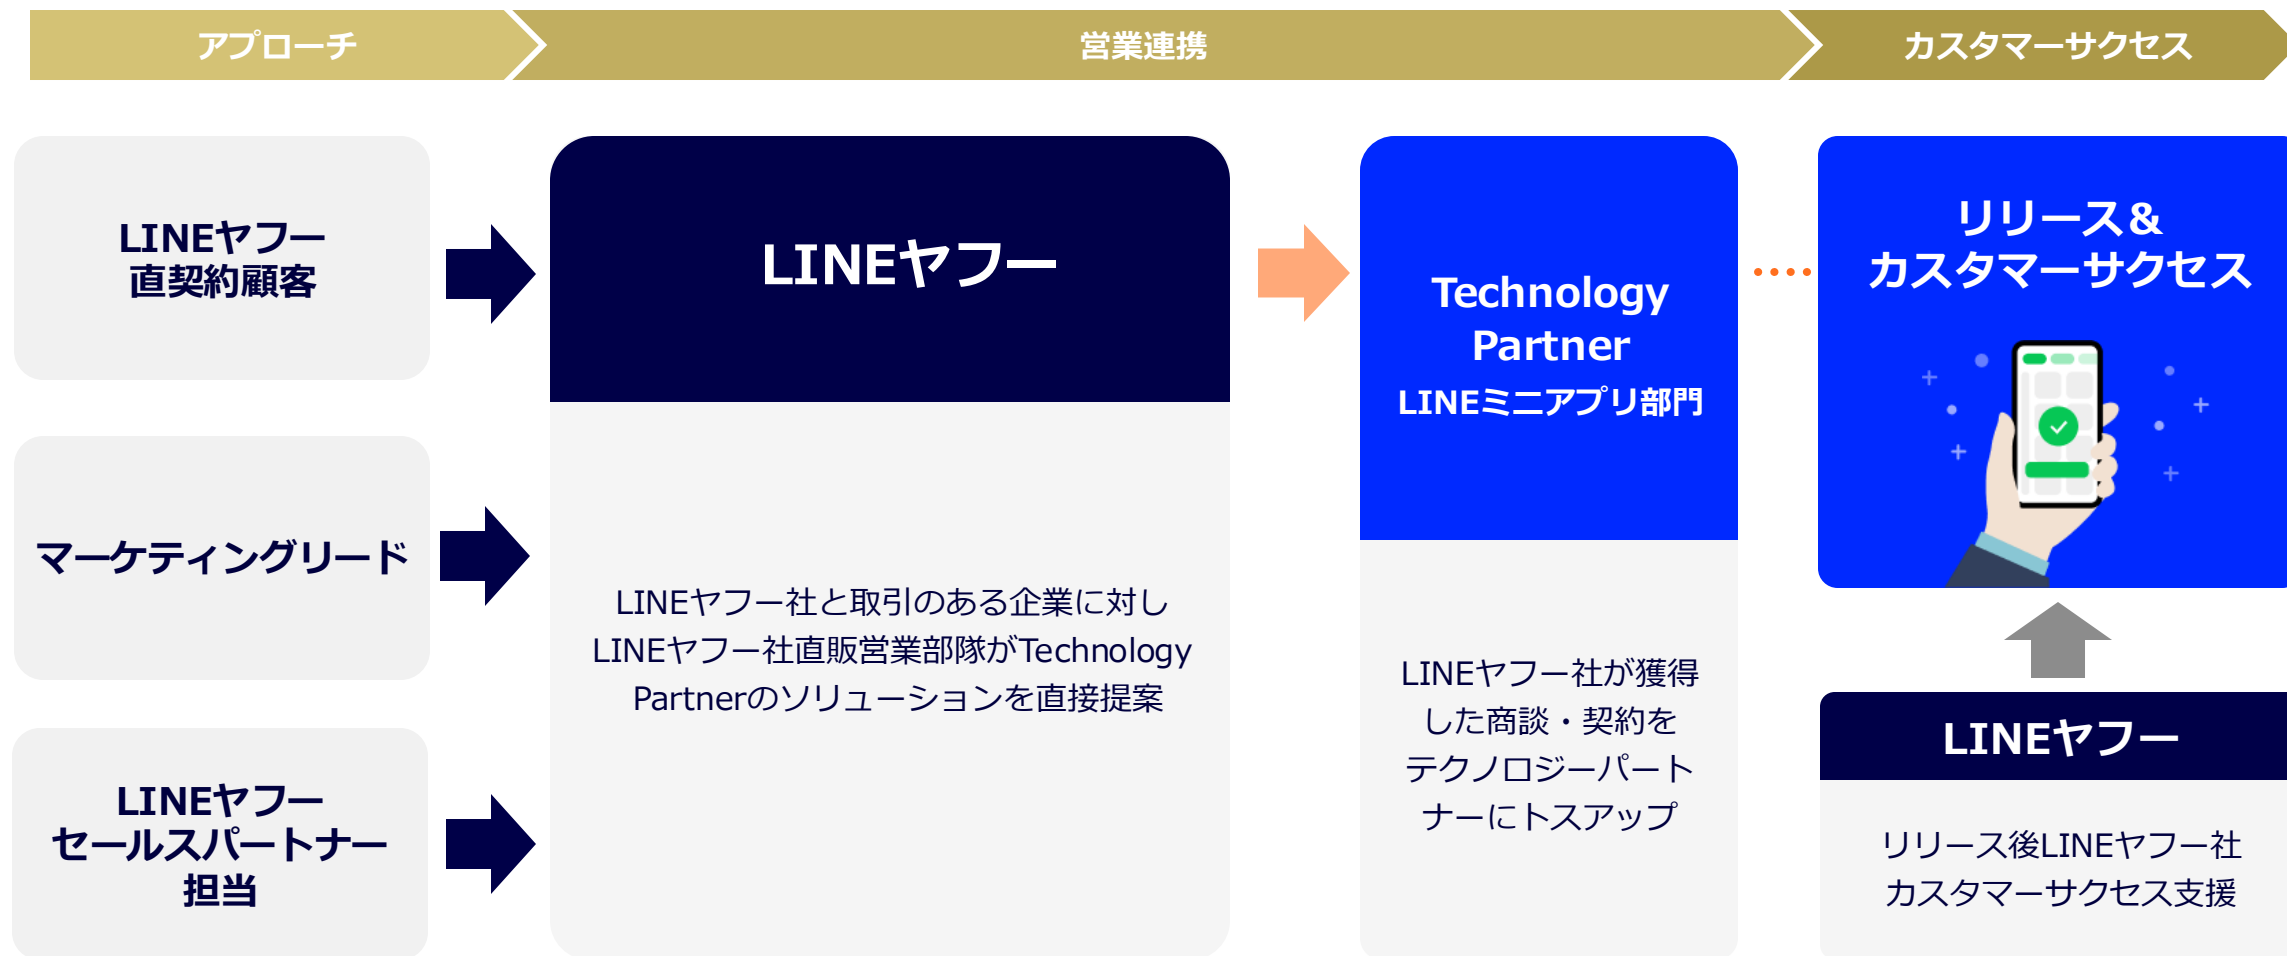 アプローチ
営業連携
カスタマーサクセス
LINEヤフー
直契約顧客
マーケティングリード
LINEヤフー
セールスパートナー
担当
LINEヤフー
LINEヤフー社と取引のある企業に対し
LINEヤフー社直販営業部隊がTechnology
Partnerのソリューションを直接提案
Technology
Partner
LINEミニアプリ部門
LINEヤフー社が獲得
した商談・契約を
テクノロジーパート
ナーにトスアップ
リリース&
カスタマーサクセス
LINEヤフー
リリース後LINEヤフー社
カスタマーサクセス支援